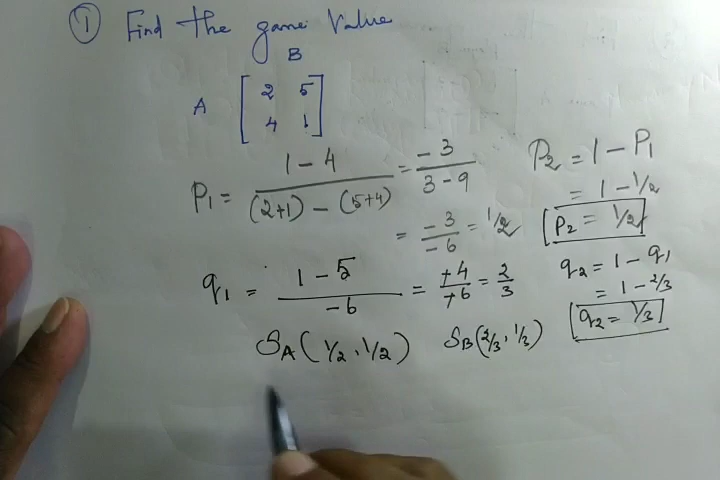 ① Find the game Value
B
A [ 2 5
4 1 ]
P₁ = 1 - 4 / (2+1) - (5+4) = -3 / 3 - 9
= -3 / -6 = 1/2
P₂ = 1 - P₁
= 1 - 1/2
P₂ = 1/2
q₁ = 1 - 5 / -6 = +4 / +6 = 2/3
q₂ = 1 - q₁
= 1 - 2/3
q₂ = 1/3
S_A (1/2, 1/2) S_B (2/3, 1/3)